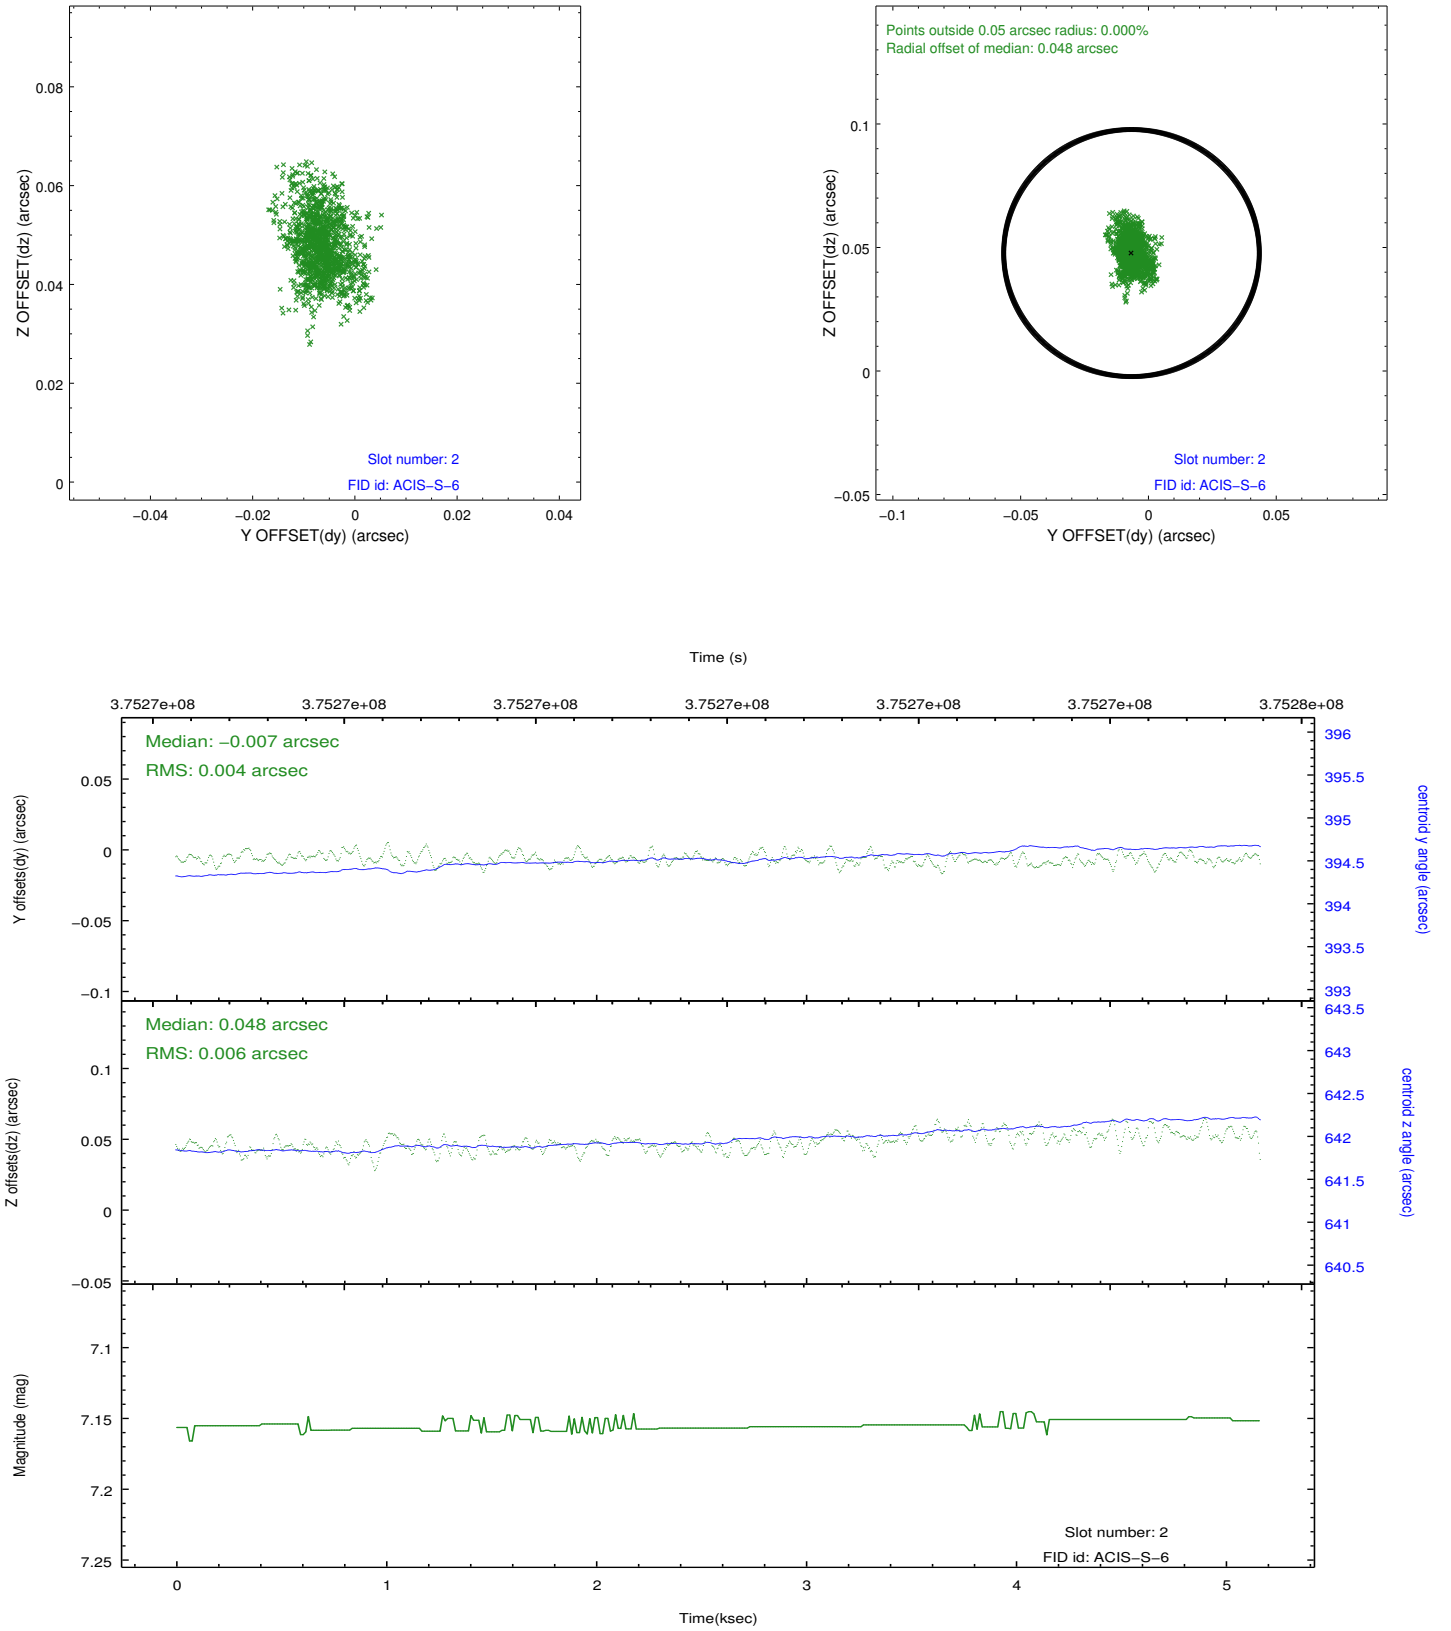 0.08
0.06
0.04
0.02
0
Z OFFSET(dz) (arcsec)
Slot number: 2
FID id: ACIS−S−6
−0.04 −0.02 0 0.02 0.04
Y OFFSET(dy) (arcsec)
Points outside 0.05 arcsec radius: 0.000%
Radial offset of median: 0.048 arcsec
0.1
0.05
0
−0.05
Z OFFSET(dz) (arcsec)
Slot number: 2
FID id: ACIS−S−6
−0.1 −0.05 0 0.05
Y OFFSET(dy) (arcsec)
Time (s)
3.7527e+08 3.7527e+08 3.7527e+08 3.7527e+08 3.7527e+08 3.7527e+08 3.7528e+08
Median: −0.007 arcsec
RMS: 0.004 arcsec
0.05
0
−0.05
−0.1
Y offsets(dy) (arcsec)
396
395.5
395
394.5
394
393.5
393
centroid y angle (arcsec)
Median: 0.048 arcsec
RMS: 0.006 arcsec
0.1
0.05
0
−0.05
Z offsets(dz) (arcsec)
643.5
643
642.5
642
641.5
641
640.5
centroid z angle (arcsec)
7.1
7.15
7.2
7.25
Magnitude (mag)
Slot number: 2
FID id: ACIS−S−6
0 1 2 3 4 5
Time(ksec)